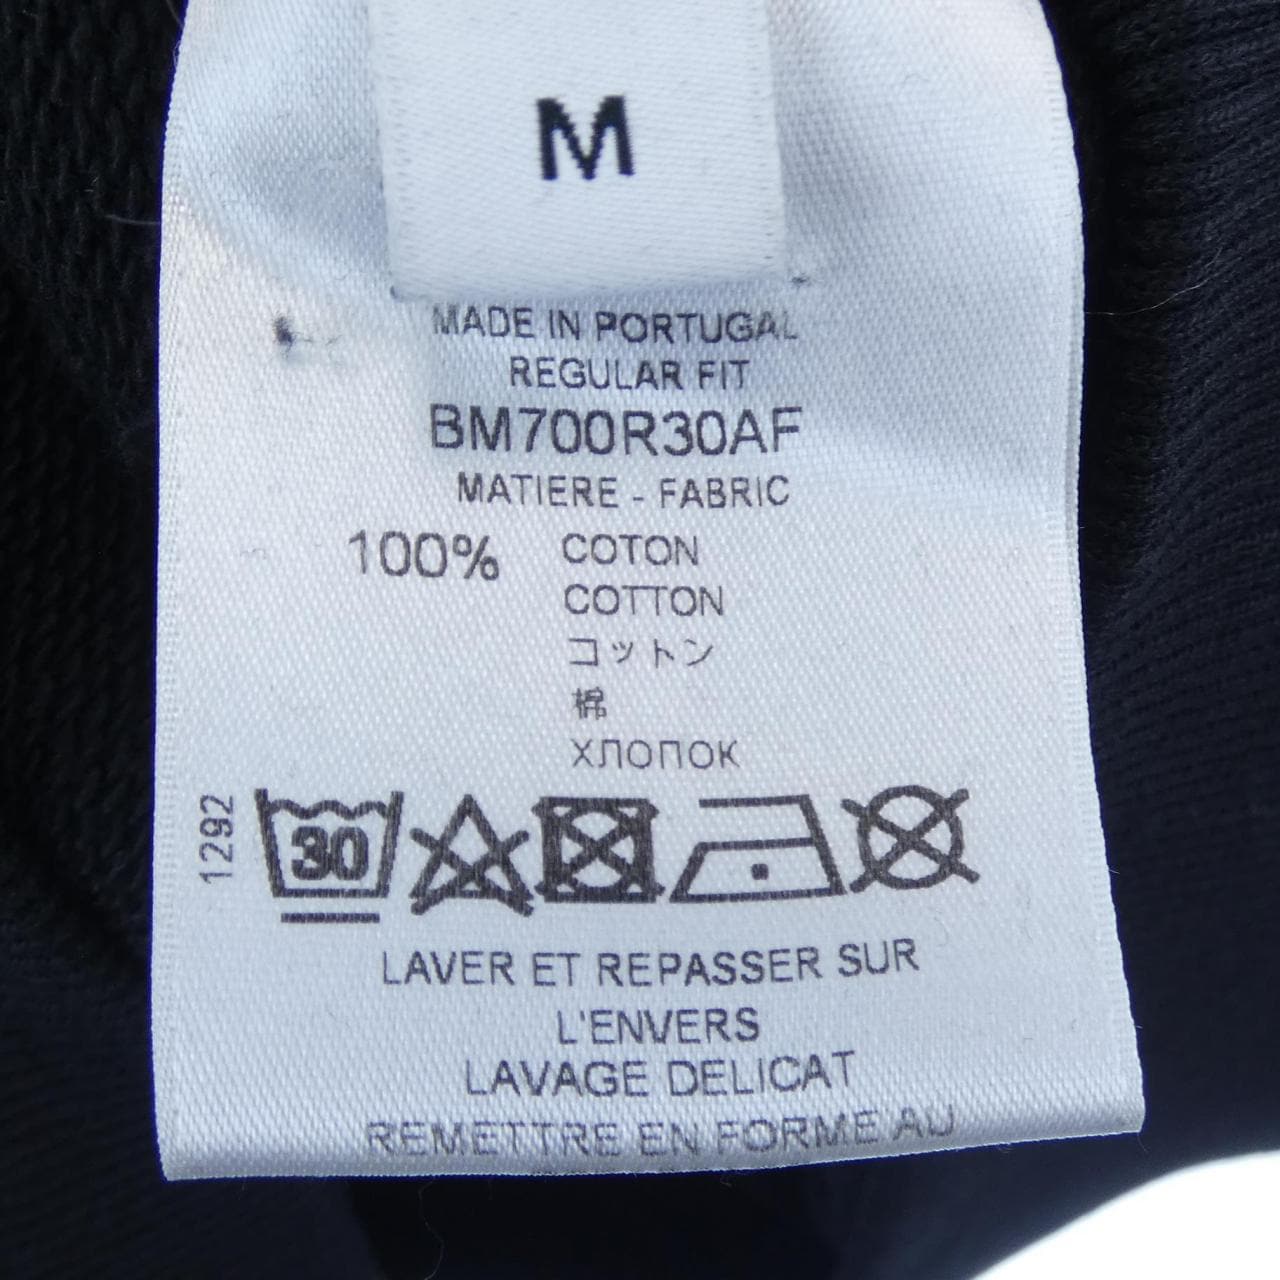 M
MADE IN PORTUGAL
REGULAR FIT
BM700R30AF
MATIERE - FABRIC
100% COTON
COTTON
コットン
棉
ХЛОПОК
1292
30
LAVER ET REPASSER SUR
L'ENVERS
LAVAGE DELICAT
REMETTRE EN FORME AU